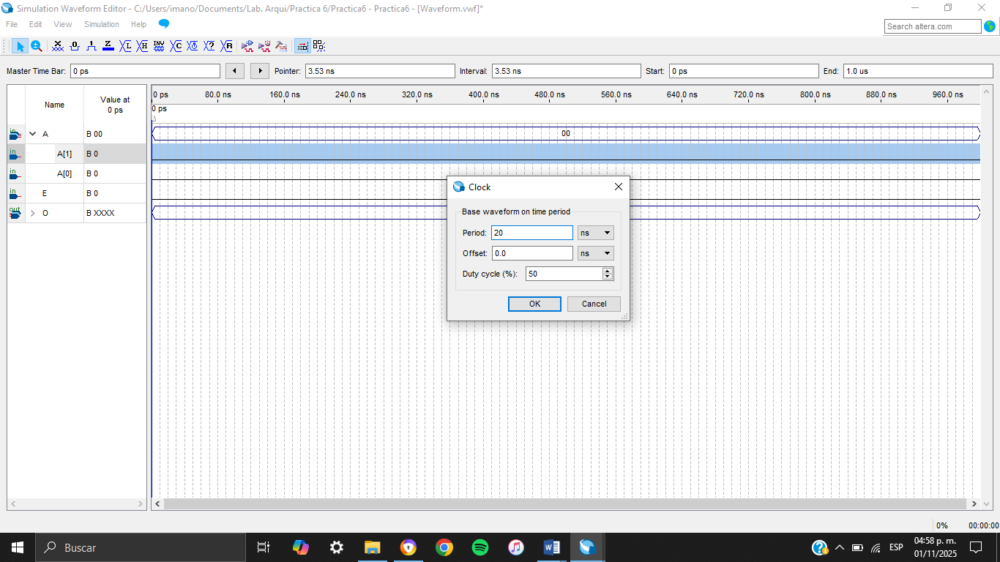 Simulation Waveform Editor - C:/Users/imano/Documents/Lab. Arqui/Practica 6/Practica6 - Practica6 - [Waveform.vwf]*
File Edit View Simulation Help
Search altera.com
Master Time Bar: 0 ps Pointer: 3.53 ns Interval: 3.53 ns Start: 0 ps End: 1.0 us
Name Value at 0 ps
0 ps 80.0 ns 160.0 ns 240.0 ns 320.0 ns 400.0 ns 480.0 ns 560.0 ns 640.0 ns 720.0 ns 800.0 ns 880.0 ns 960.0 ns
0 ps
A B 00 00
A[1] B 0
A[0] B 0
E B 0
O B XXXX
Clock
Base waveform on time period
Period: 20 ns
Offset: 0.0 ns
Duty cycle (%): 50
OK Cancel
0% 00:00:00
Buscar
ESP
04:58 p. m.
01/11/2025